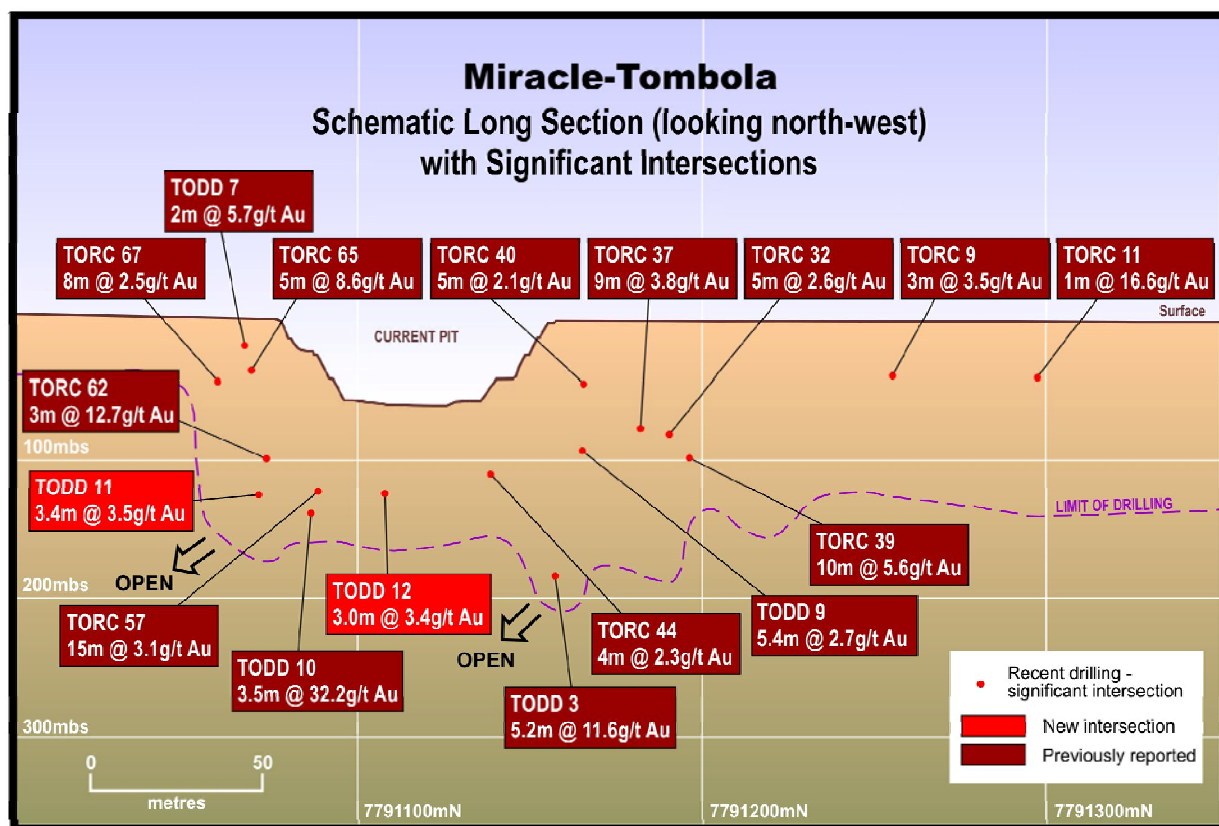 Miracle-Tombola
Schematic Long Section (looking north-west)
with Significant Intersections
TODD 7
2m @ 5.7g/t Au
TORC 67
8m @ 2.5g/t Au
TORC 65
5m @ 8.6g/t Au
TORC 40
5m @ 2.1g/t Au
TORC 37
9m @ 3.8g/t Au
TORC 32
5m @ 2.6g/t Au
TORC 9
3m @ 3.5g/t Au
TORC 11
1m @ 16.6g/t Au
Surface
CURRENT PIT
TORC 62
3m @ 12.7g/t Au
100mbs
TODD 11
3.4m @ 3.5g/t Au
LIMIT OF DRILLING
TORC 39
10m @ 5.6g/t Au
OPEN
200mbs
TODD 12
3.0m @ 3.4g/t Au
TODD 9
5.4m @ 2.7g/t Au
TORC 57
15m @ 3.1g/t Au
TORC 44
4m @ 2.3g/t Au
OPEN
TODD 10
3.5m @ 32.2g/t Au
TODD 3
5.2m @ 11.6g/t Au
Recent drilling -
significant intersection
New intersection
Previously reported
300mbs
0 50
metres
7791100mN
7791200mN
7791300mN